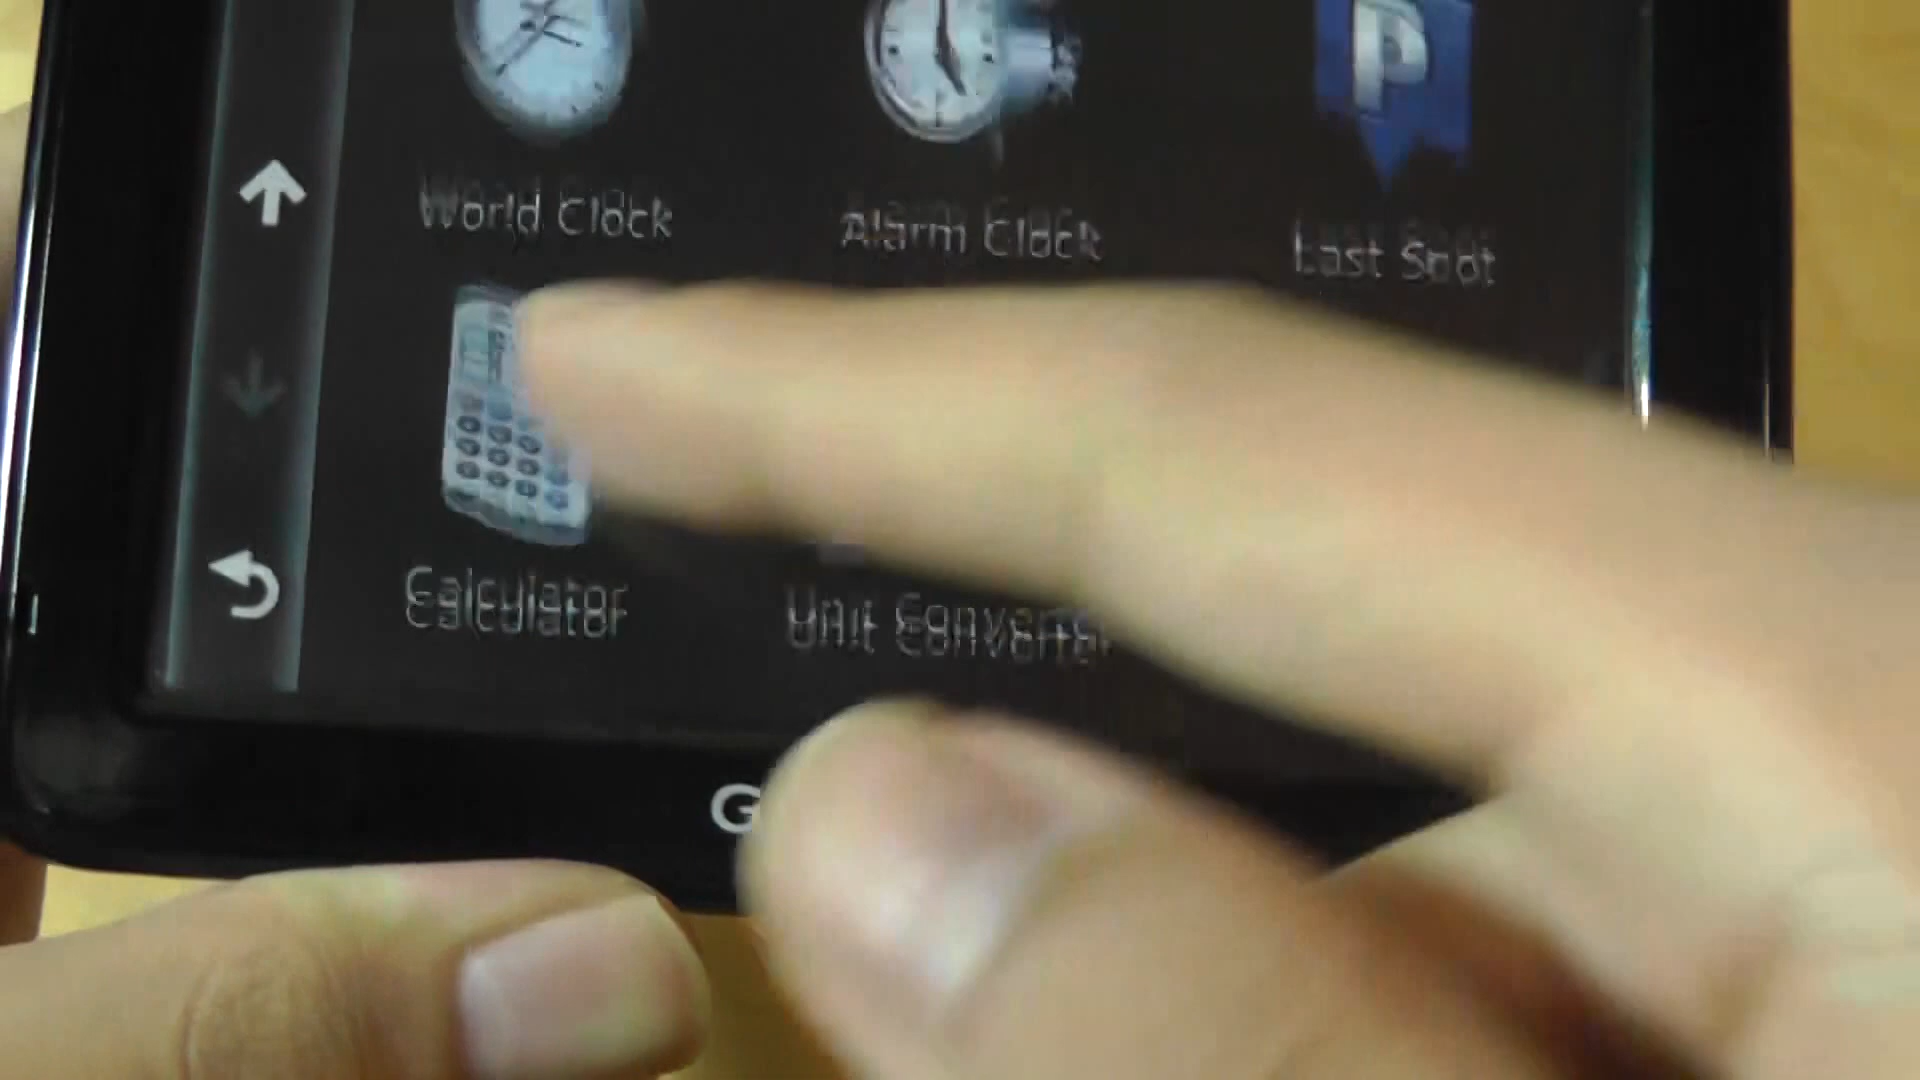 P
World Clock
Alarm Clock
Last Spot
Calculator
Unit Converter
G